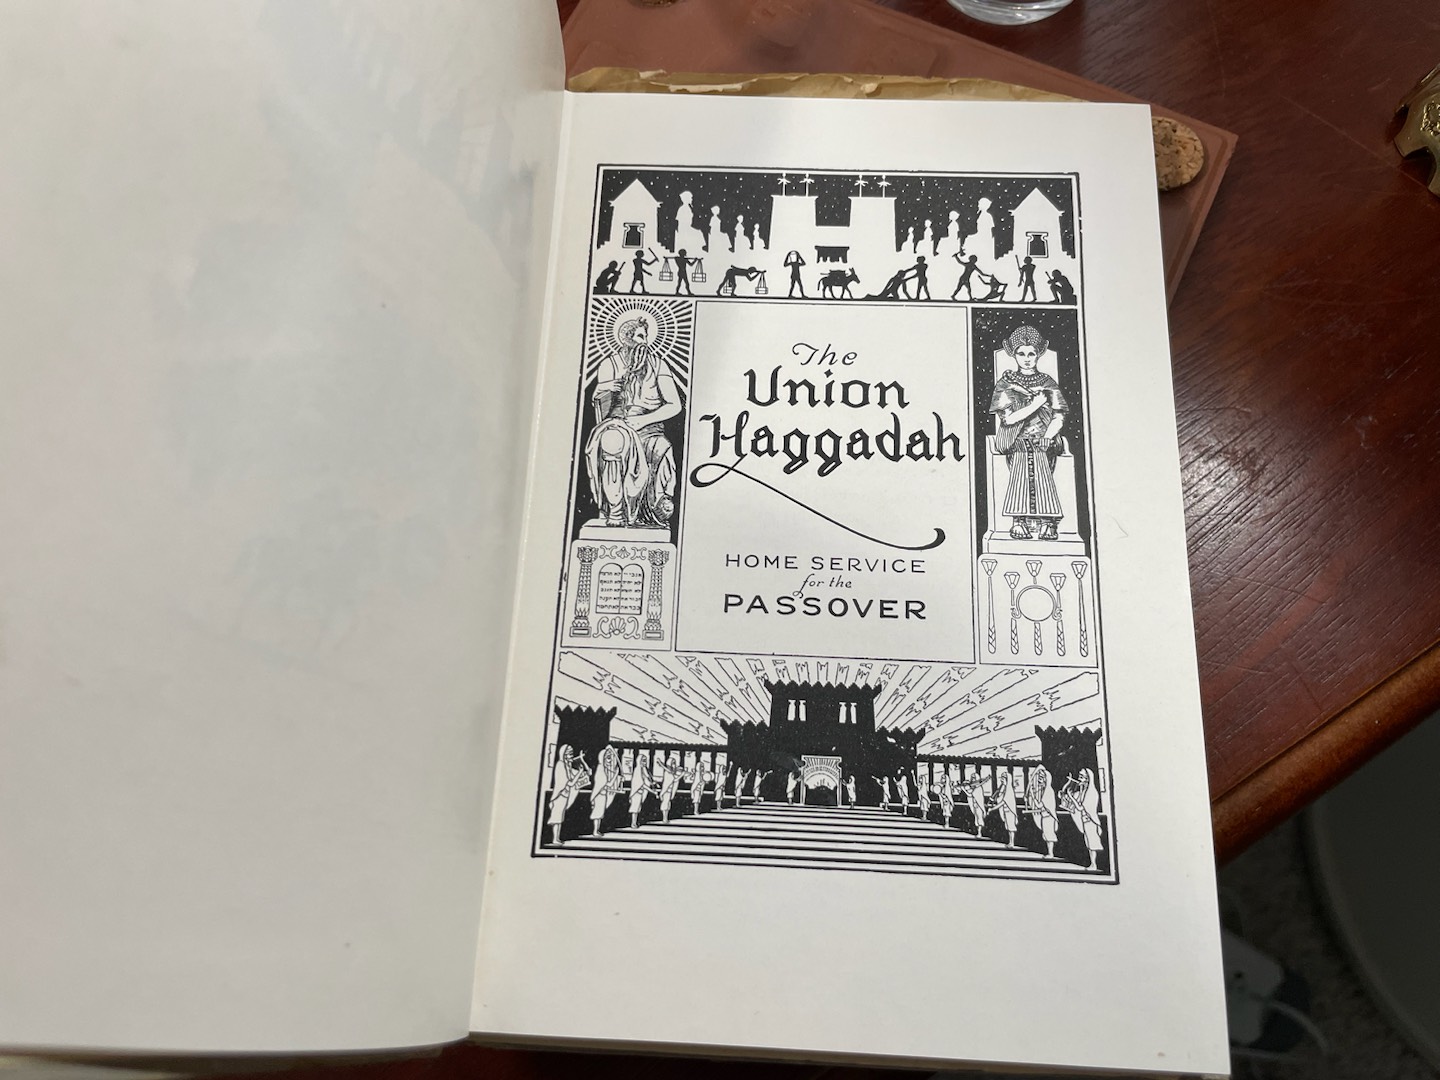 The
Union
Haggadah
HOME SERVICE
for the
PASSOVER